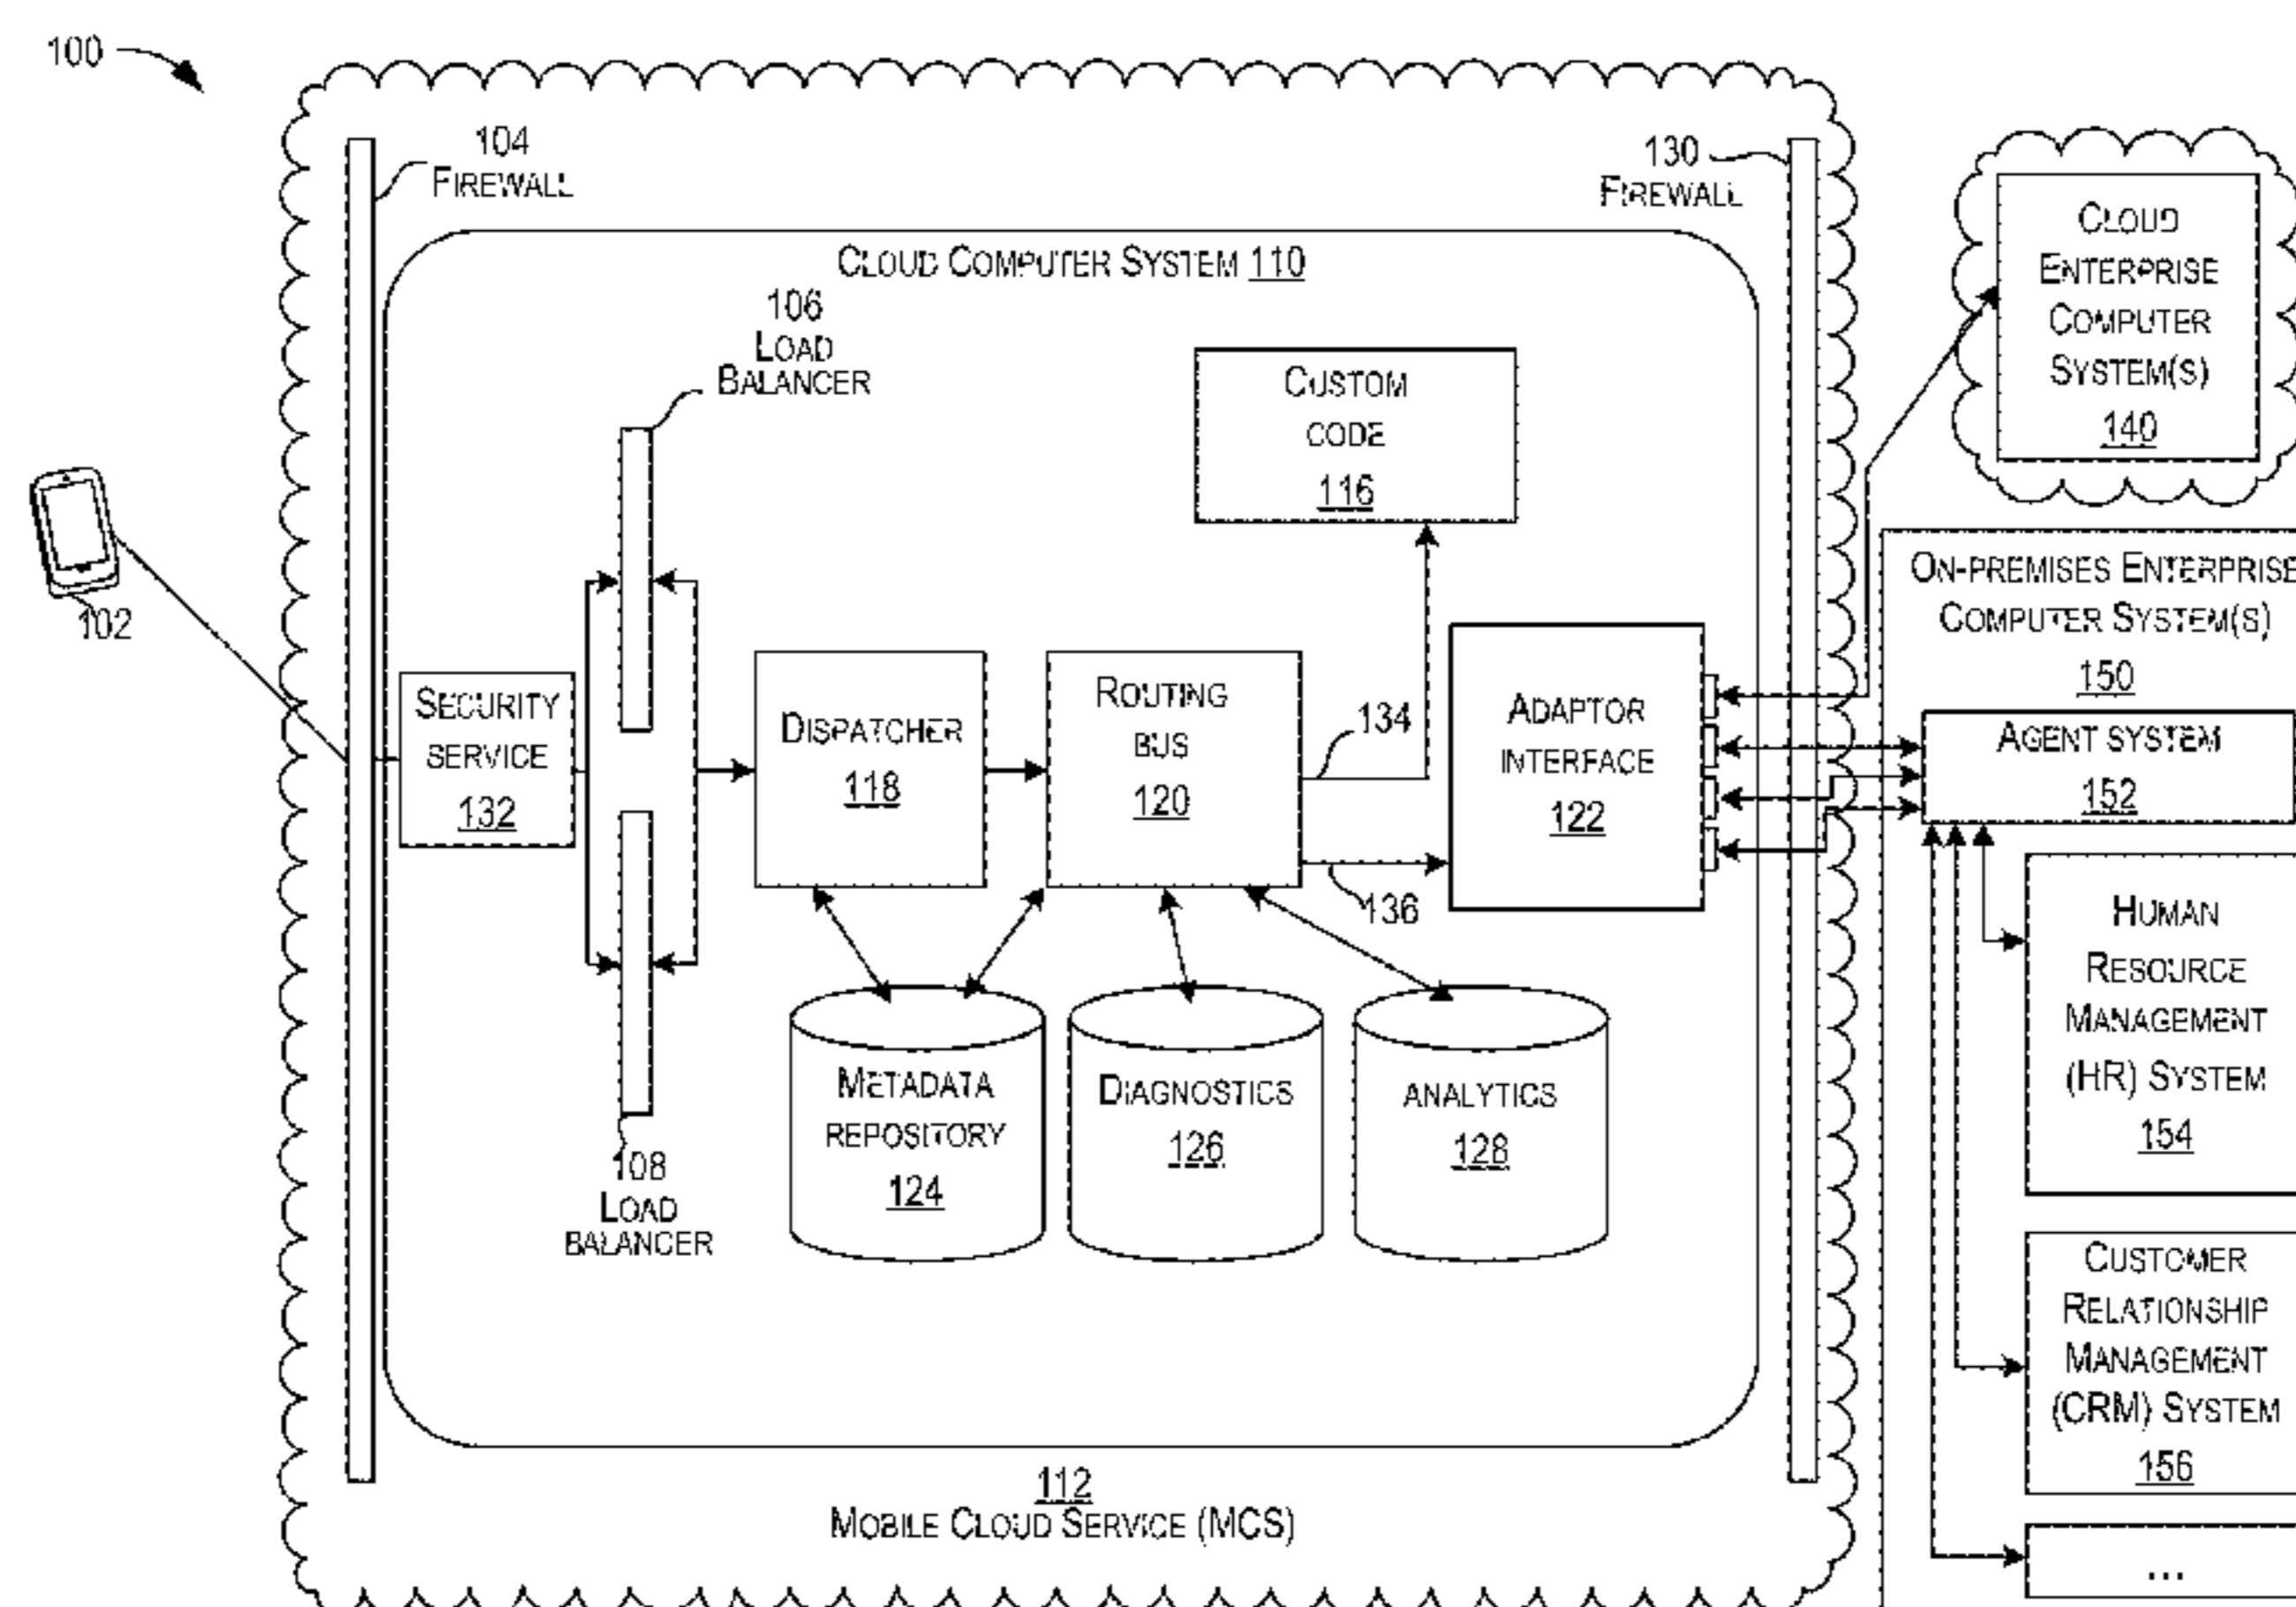 100
104
FIREWALL
130
FIREWALL
CLOUD COMPUTER SYSTEM 110
106
LOAD
BALANCER
CUSTOM
CODE
116
CLOUD
ENTERPRISE
COMPUTER
SYSTEM(S)
140
102
SECURITY
SERVICE
132
DISPATCHER
118
ROUTING
BUS
120
134
136
ADAPTOR
INTERFACE
122
ON-PREMISES ENTERPRISE
COMPUTER SYSTEM(S)
150
AGENT SYSTEM
152
HUMAN
RESOURCE
MANAGEMENT
(HR) SYSTEM
154
METADATA
REPOSITORY
124
DIAGNOSTICS
126
ANALYTICS
128
108
LOAD
BALANCER
CUSTOMER
RELATIONSHIP
MANAGEMENT
(CRM) SYSTEM
156
...
112
MOBILE CLOUD SERVICE (MCS)